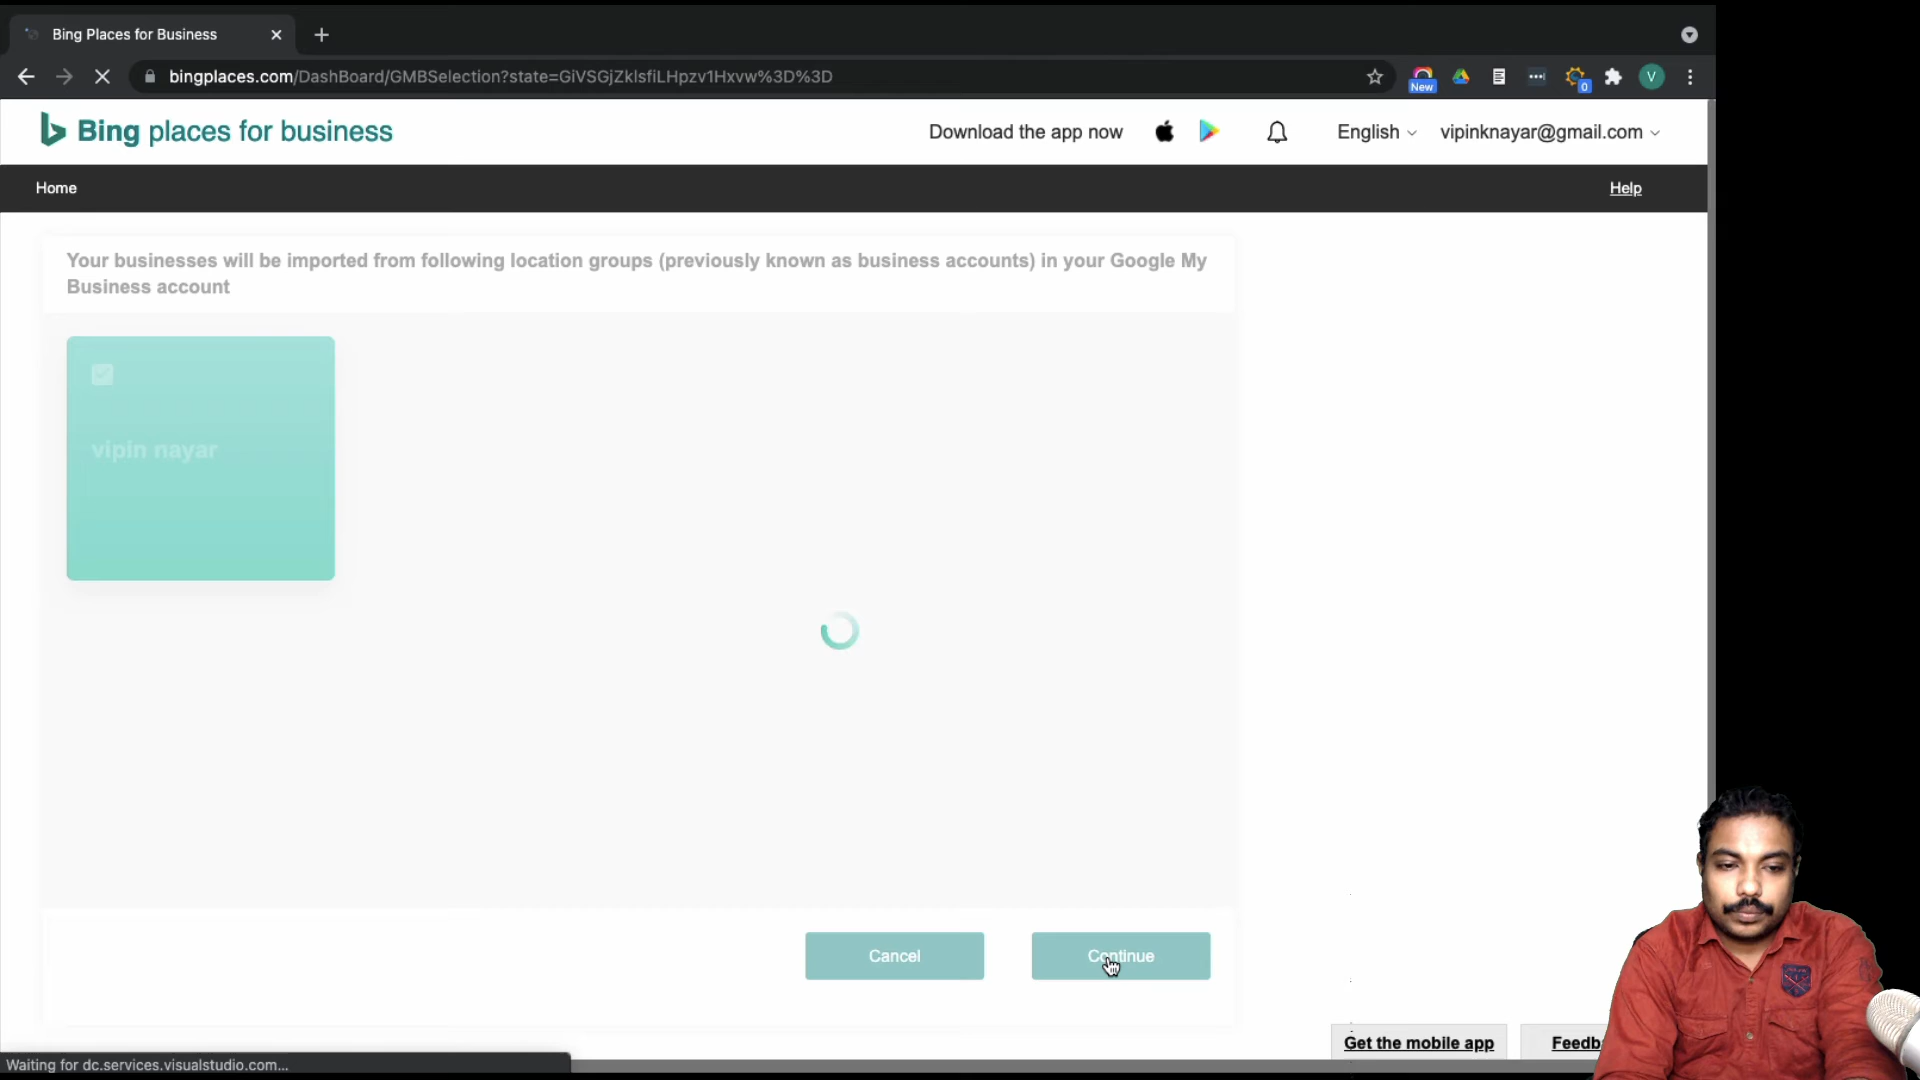 Bing Places for Business
bingplaces.com/DashBoard/GMBSelection?state=GiVSGjZklsfiLHpzv1Hxvw%3D%3D
New
0
V
Bing places for business
Download the app now
English
vipinknayar@gmail.com
Home
Help
Your businesses will be imported from following location groups (previously known as business accounts) in your Google My
Business account
vipin nayar
Cancel
Continue
Get the mobile app
Feedb
Waiting for dc.services.visualstudio.com...